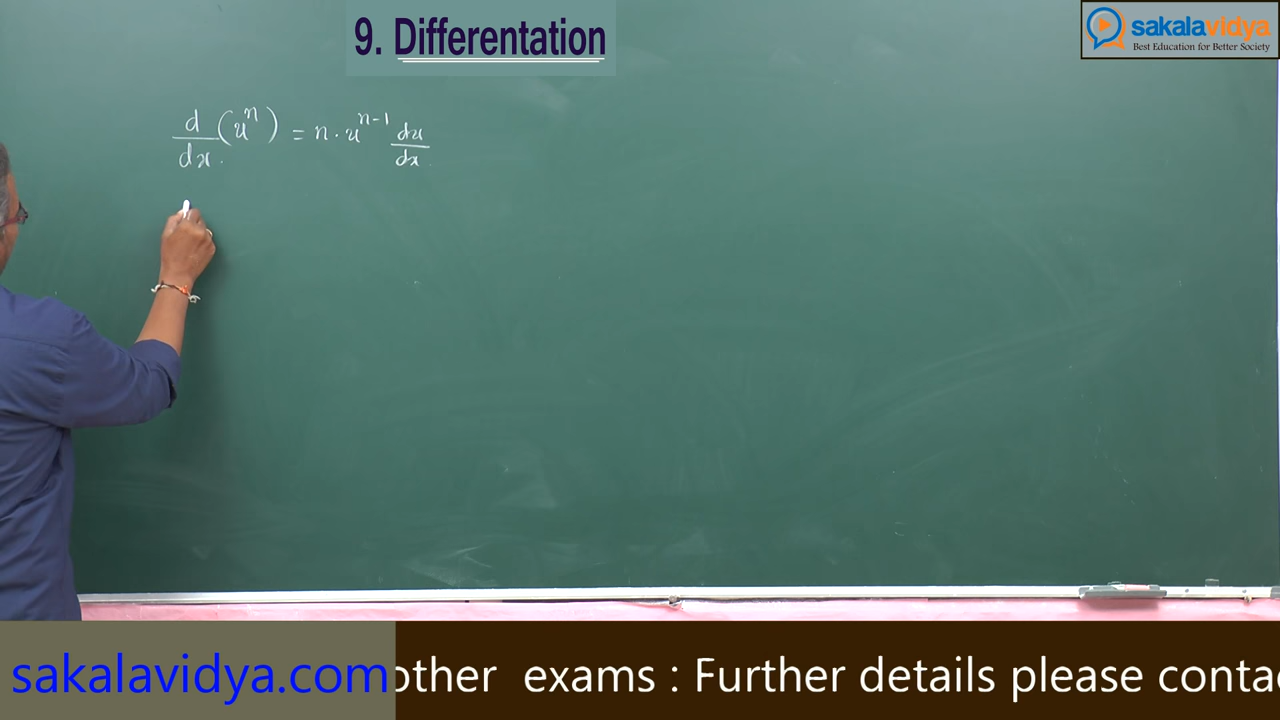 9. Differentation
sakalavidya
Best Education for Better Society
d/dx (u^n) = n · u^(n-1) du/dx
sakalavidya.com
other exams : Further details please conta